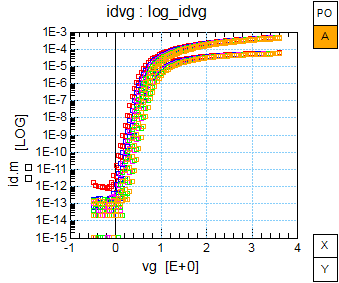 idvg : log_idvg
PO
A
1E-3
1E-4
1E-5
1E-6
1E-7
1E-8
1E-9
1E-10
1E-11
1E-12
1E-13
1E-14
1E-15
id.m [LOG]
-1 0 1 2 3 4
vg [E+0]
X
Y